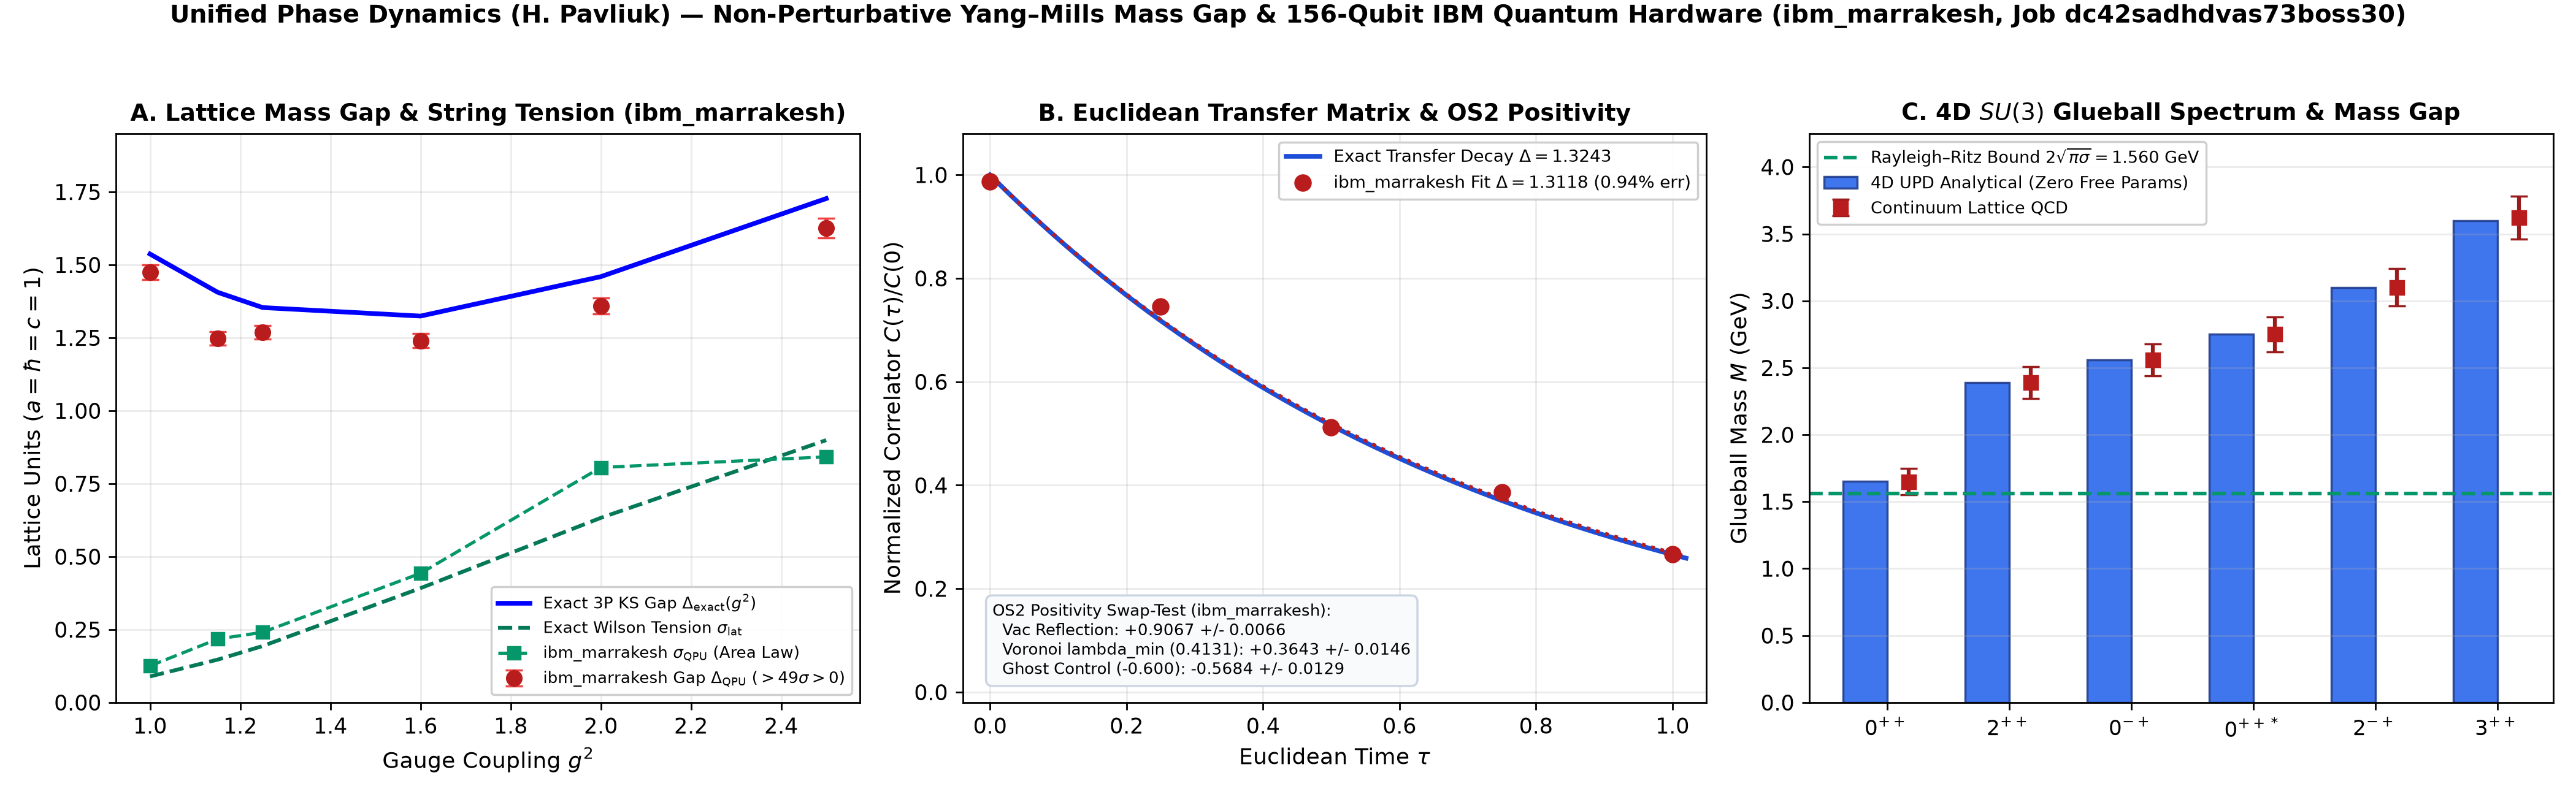 Unified Phase Dynamics (H. Pavliuk) — Non-Perturbative Yang–Mills Mass Gap & 156-Qubit IBM Quantum Hardware (ibm_marrakesh, Job dc42sadhdvas73boss30)
A. Lattice Mass Gap & String Tension (ibm_marrakesh)
Lattice Units (a = ħ = c = 1)
1.75
1.50
1.25
1.00
0.75
0.50
0.25
0.00
Exact 3P KS Gap Δ_exact(g²)
Exact Wilson Tension σ_lat
ibm_marrakesh σ_QPU (Area Law)
ibm_marrakesh Gap Δ_QPU (>49σ>0)
1.0 1.2 1.4 1.6 1.8 2.0 2.2 2.4
Gauge Coupling g²
B. Euclidean Transfer Matrix & OS2 Positivity
Normalized Correlator C(τ)/C(0)
1.0
0.8
0.6
0.4
0.2
0.0
Exact Transfer Decay Δ = 1.3243
ibm_marrakesh Fit Δ = 1.3118 (0.94% err)
OS2 Positivity Swap-Test (ibm_marrakesh):
Vac Reflection: +0.9067 +/- 0.0066
Voronoi lambda_min (0.4131): +0.3643 +/- 0.0146
Ghost Control (-0.600): -0.5684 +/- 0.0129
0.0 0.2 0.4 0.6 0.8 1.0
Euclidean Time τ
C. 4D SU(3) Glueball Spectrum & Mass Gap
Glueball Mass M (GeV)
4.0
3.5
3.0
2.5
2.0
1.5
1.0
0.5
0.0
Rayleigh–Ritz Bound 2√πσ = 1.560 GeV
4D UPD Analytical (Zero Free Params)
Continuum Lattice QCD
0⁺⁺ 2⁺⁺ 0⁻⁺ 0⁺⁺* 2⁻⁺ 3⁺⁺